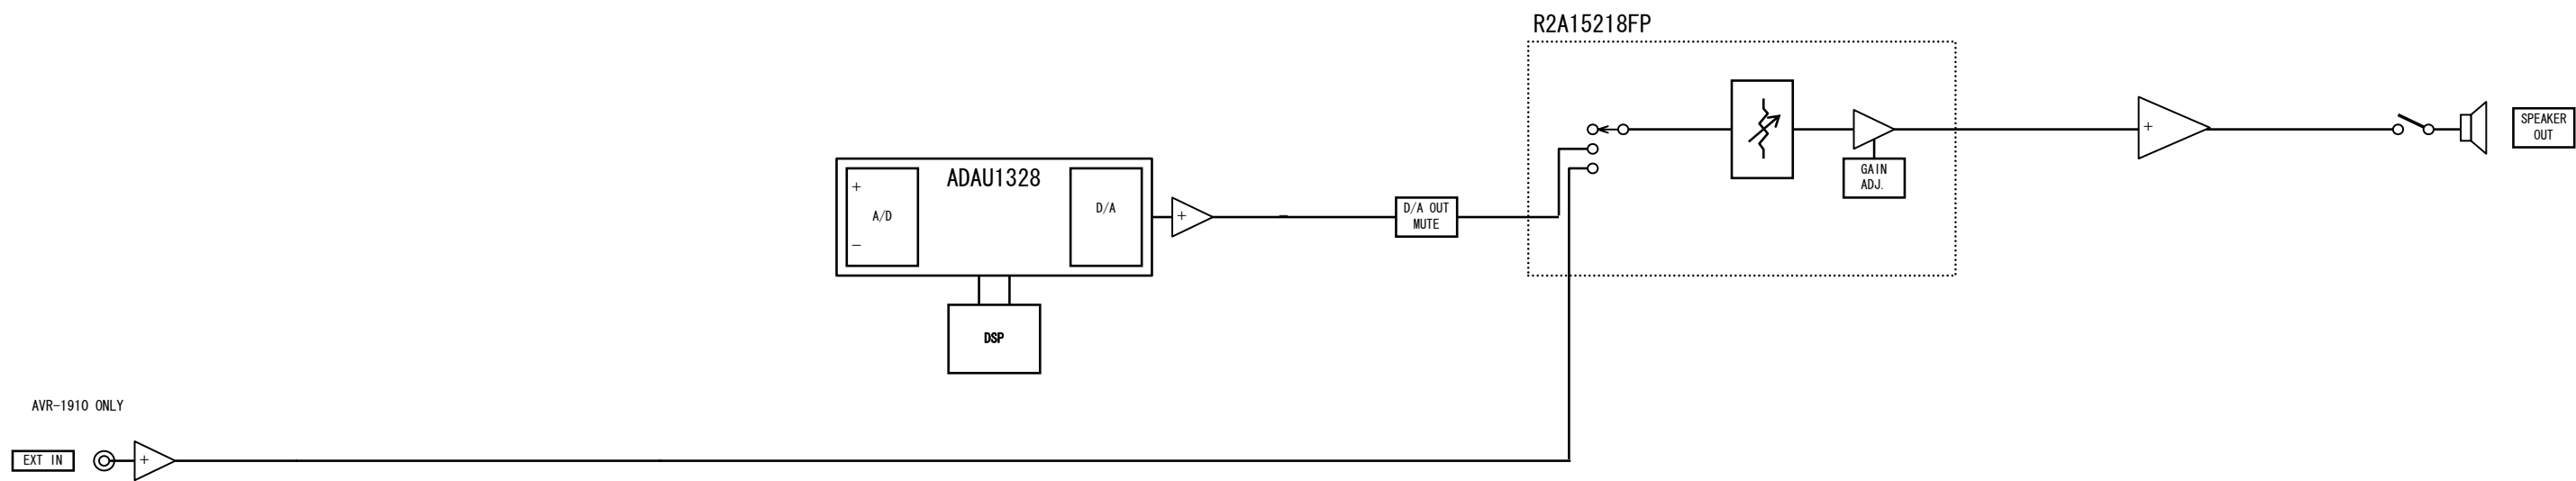 R2A15218FP
SPEAKER
OUT
GAIN
ADJ.
+
ADAU1328
+
A/D
−
D/A
+
D/A OUT
MUTE
DSP
AVR-1910 ONLY
EXT IN
+